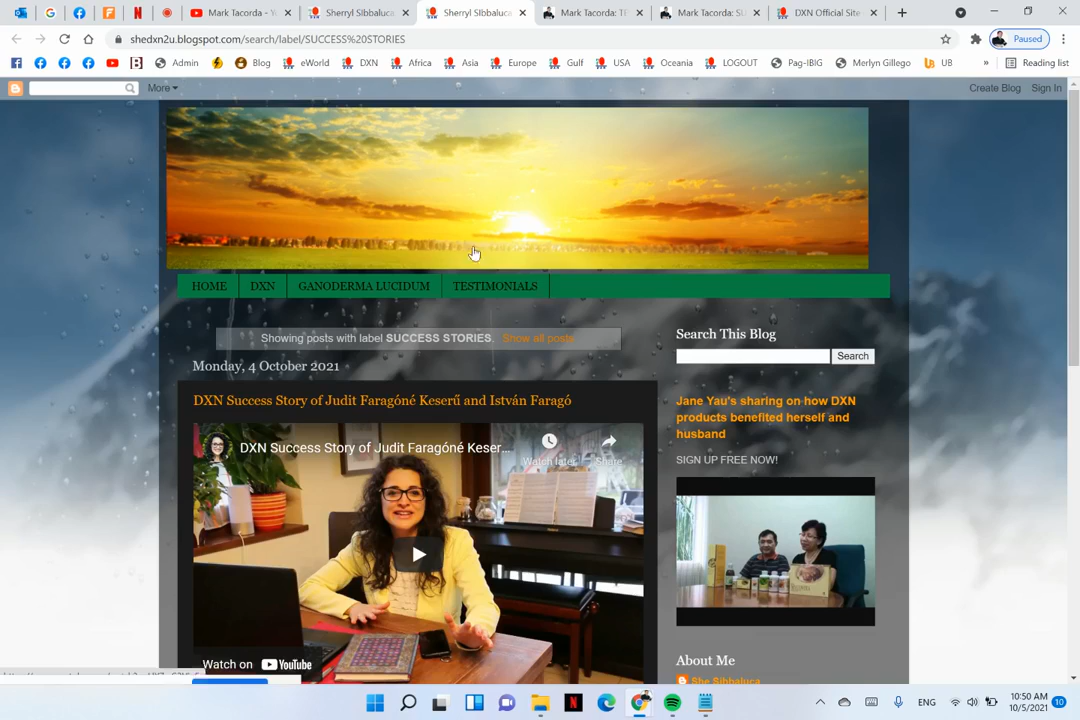 Mark Tacorda - Yo
Sherryl SIbbaluca
Sherryl SIbbaluca
Mark Tacorda: TE
Mark Tacorda: SU
DXN Official Site
shedxn2u.blogspot.com/search/label/SUCCESS%20STORIES
Paused
Admin
Blog
eWorld
DXN
Africa
Asia
Europe
Gulf
USA
Oceania
LOGOUT
Pag-IBIG
Merlyn Gillego
UB
»
Reading list
More
Create Blog Sign In
HOME DXN GANODERMA LUCIDUM TESTIMONIALS
Showing posts with label SUCCESS STORIES. Show all posts
Monday, 4 October 2021
DXN Success Story of Judit Faragóné Keserű and István Faragó
DXN Success Story of Judit Faragóné Keser...
Watch later
Share
Watch on YouTube
Search This Blog
Search
Jane Yau's sharing on how DXN
products benefited herself and
husband
SIGN UP FREE NOW!
About Me
She Sibbaluca
ENG
10:50 AM
10/5/2021
10